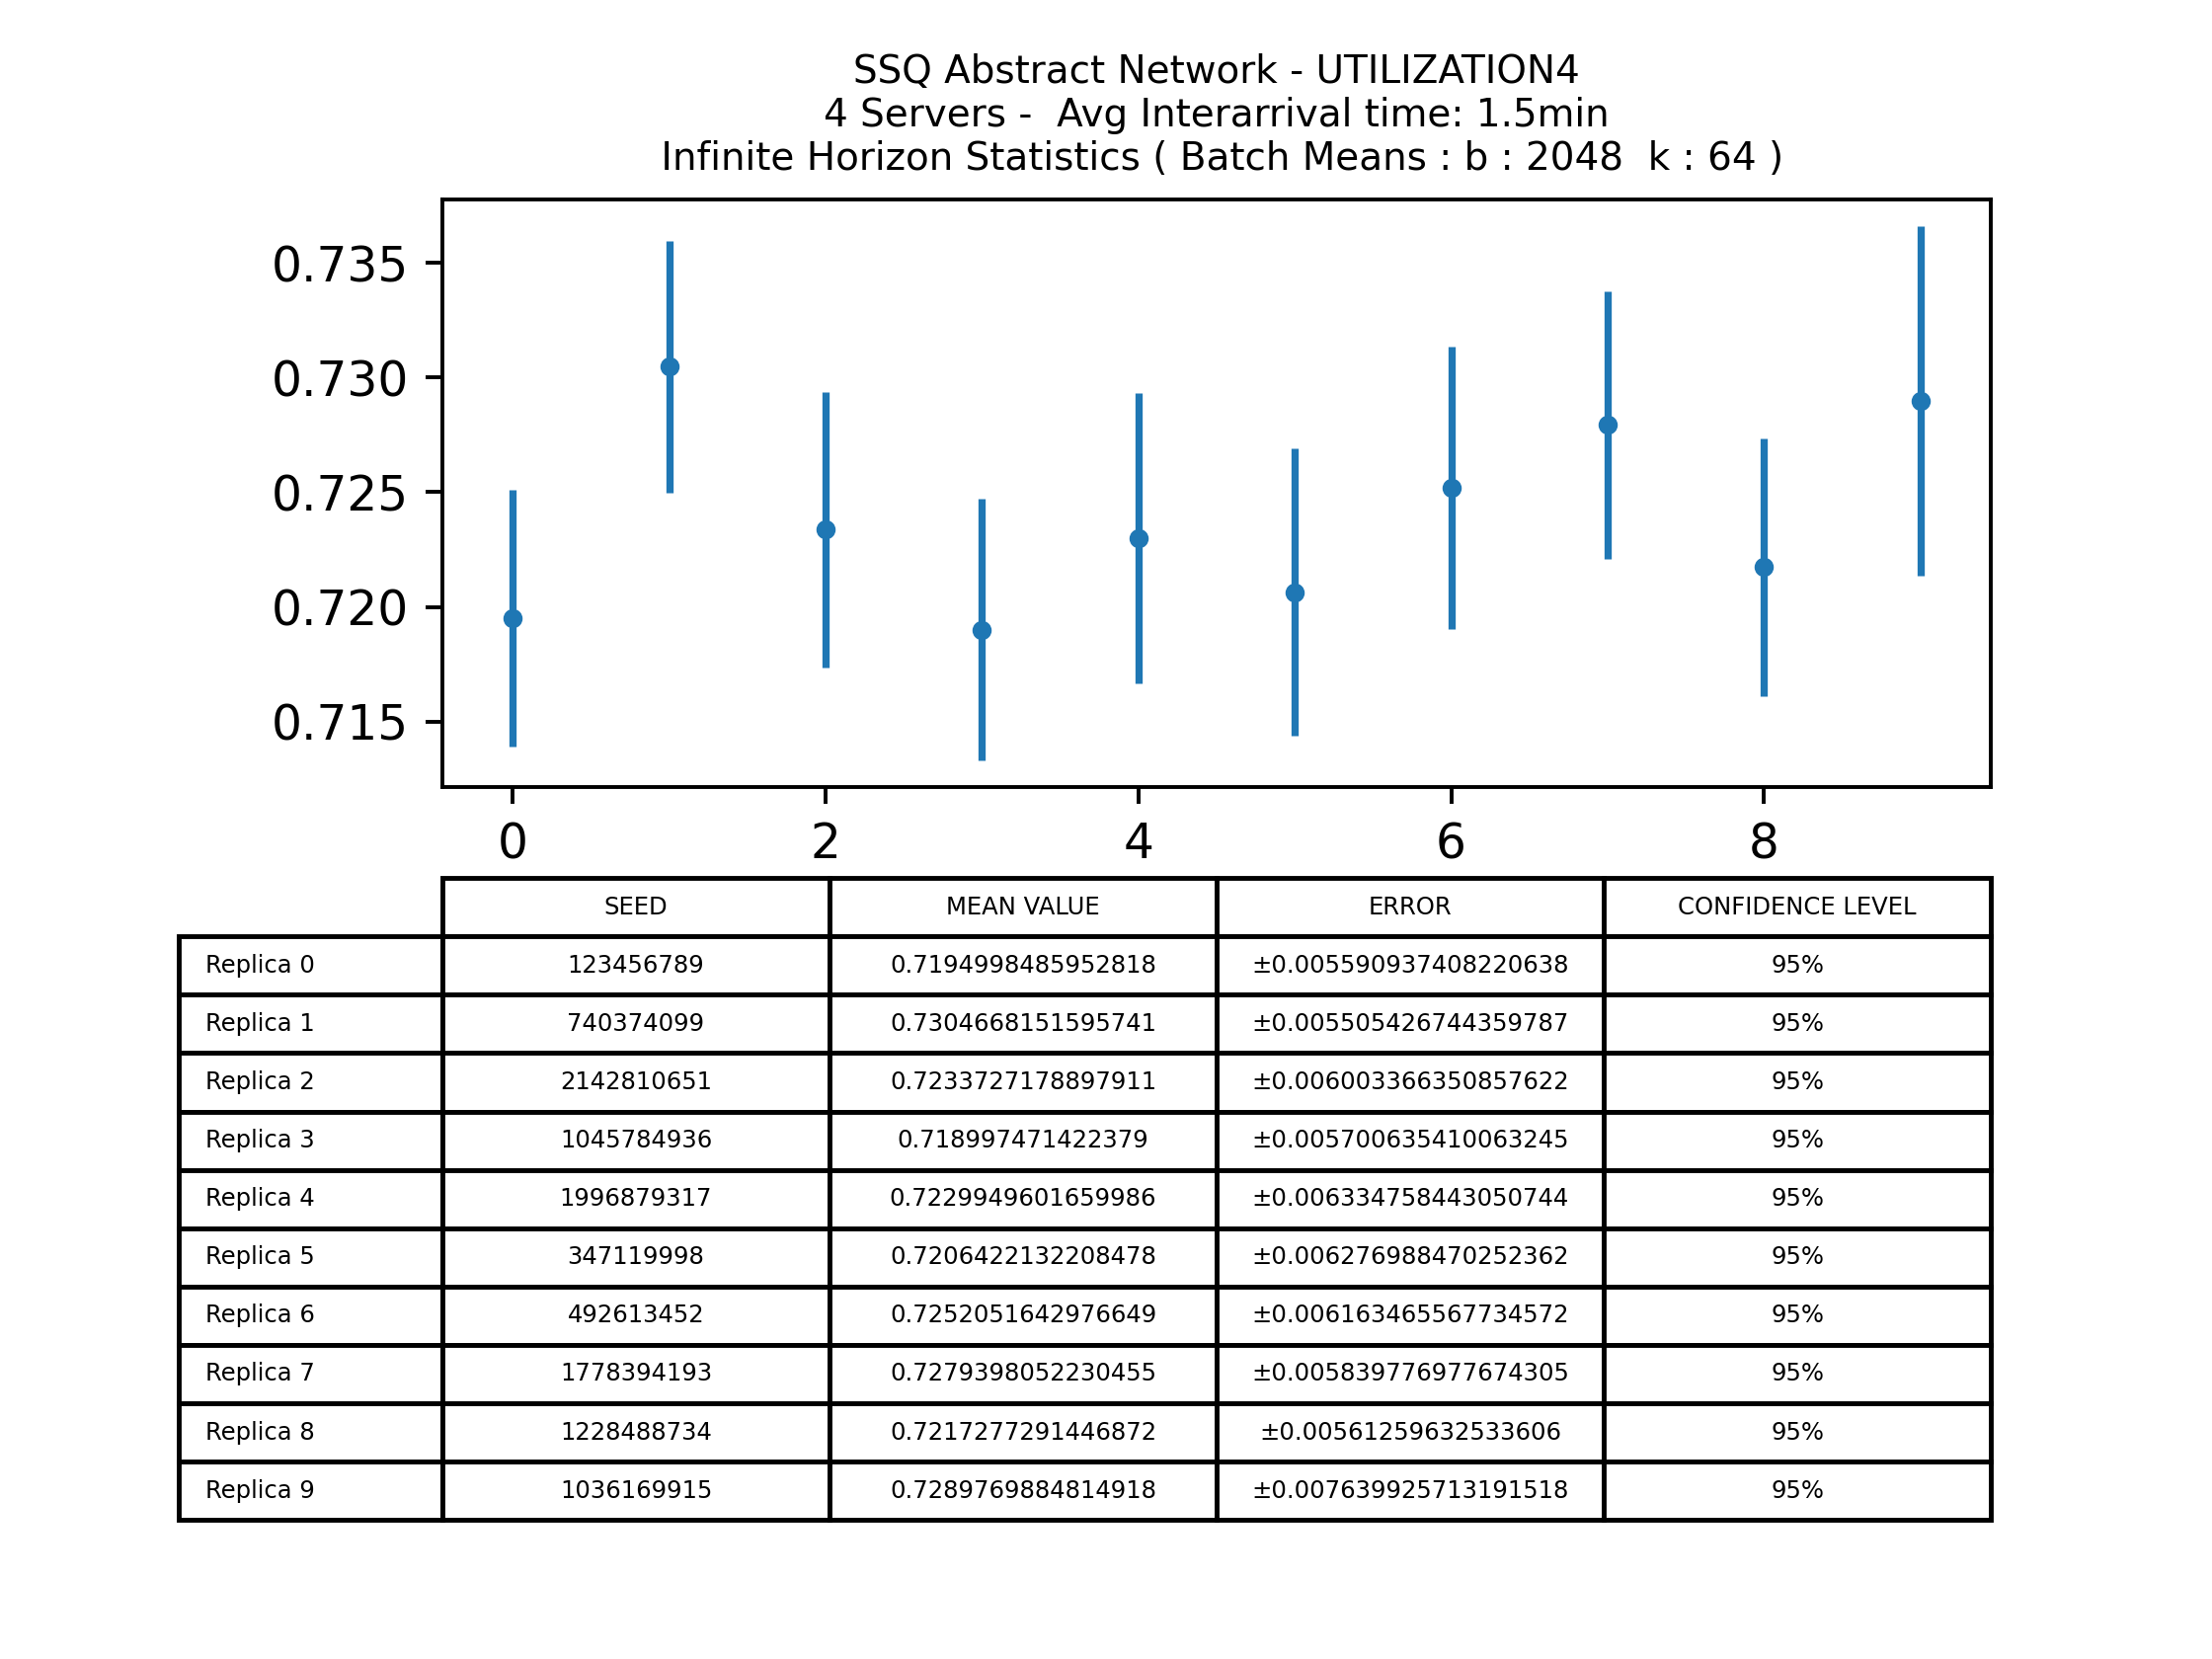 SSQ Abstract Network - UTILIZATION4
4 Servers -  Avg Interarrival time: 1.5min
Infinite Horizon Statistics ( Batch Means : b : 2048  k : 64 )
0.735
0.730
0.725
0.720
0.715
0 2 4 6 8
SEED MEAN VALUE ERROR CONFIDENCE LEVEL
Replica 0 123456789 0.7194998485952818 ±0.005590937408220638 95%
Replica 1 740374099 0.7304668151595741 ±0.005505426744359787 95%
Replica 2 2142810651 0.7233727178897911 ±0.006003366350857622 95%
Replica 3 1045784936 0.718997471422379 ±0.005700635410063245 95%
Replica 4 1996879317 0.7229949601659986 ±0.006334758443050744 95%
Replica 5 347119998 0.7206422132208478 ±0.006276988470252362 95%
Replica 6 492613452 0.7252051642976649 ±0.006163465567734572 95%
Replica 7 1778394193 0.7279398052230455 ±0.005839776977674305 95%
Replica 8 1228488734 0.7217277291446872 ±0.00561259632533606 95%
Replica 9 1036169915 0.7289769884814918 ±0.007639925713191518 95%